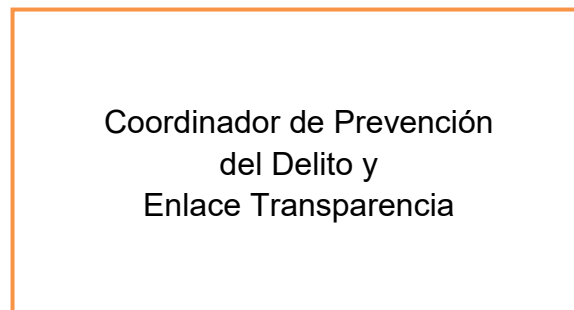 Coordinador de Prevención
del Delito y
Enlace Transparencia